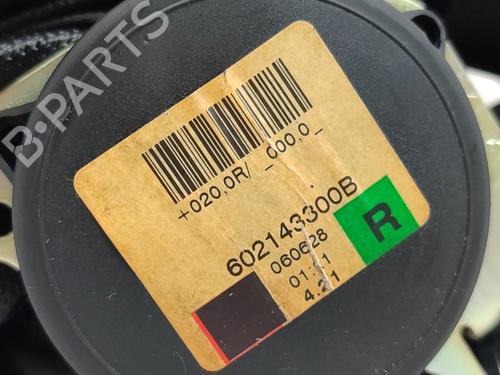 B-PARTS
+020,0R/ _000,0_
602143300B
060628
01:11
4.21
R